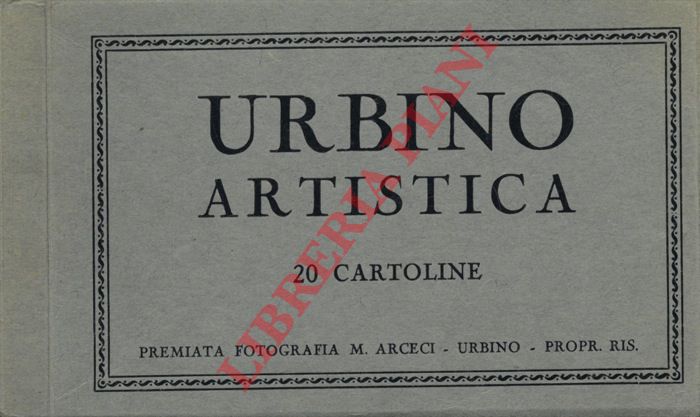 URBINO
ARTISTICA
20 CARTOLINE
PREMIATA FOTOGRAFIA M. ARCECI - URBINO - PROPR. RIS.
LIBRERIA PIANI